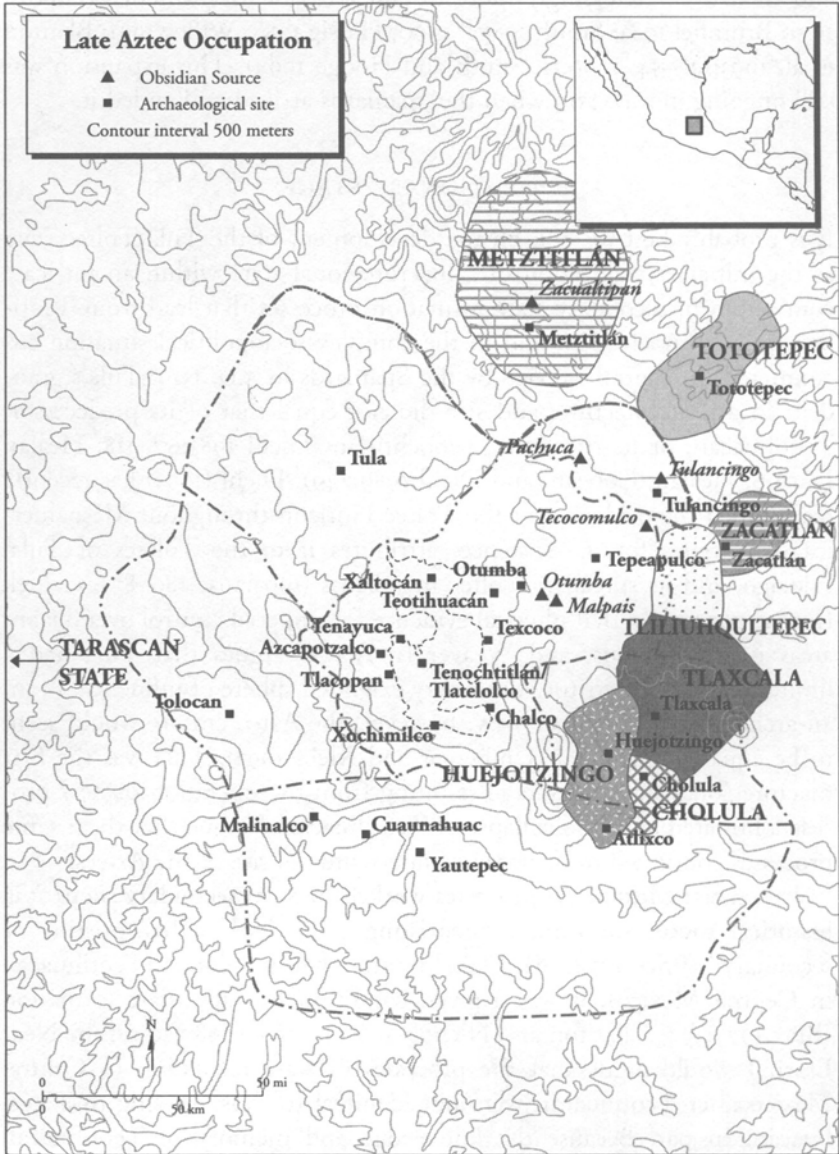 Late Aztec Occupation
Obsidian Source
Archaeological site
Contour interval 500 meters
METZTITLÁN
Zacualtipan
Metztitlán
TOTOTEPEC
Tototepec
Pachuca
Tula
Tulancingo
Tulancingo
Tecocomulco
ZACATLÁN
Zacatlán
Tepeapulco
Xaltocán
Otumba
Teotihuacán
Otumba
Malpais
TLILIUHQUITEPEC
Tenayuca
Texcoco
Azcapotzalco
TARASCAN
STATE
Tlacopan
Tenochtitlán/
Tlatelolco
TLAXCALA
Tlaxcala
Tolocan
Chalco
Xochimilco
Huejotzingo
HUEJOTZINGO
Cholula
CHOLULA
Malinalco
Cuaunahuac
Atlixco
Yautepec
N
0
50 mi
0
50 km